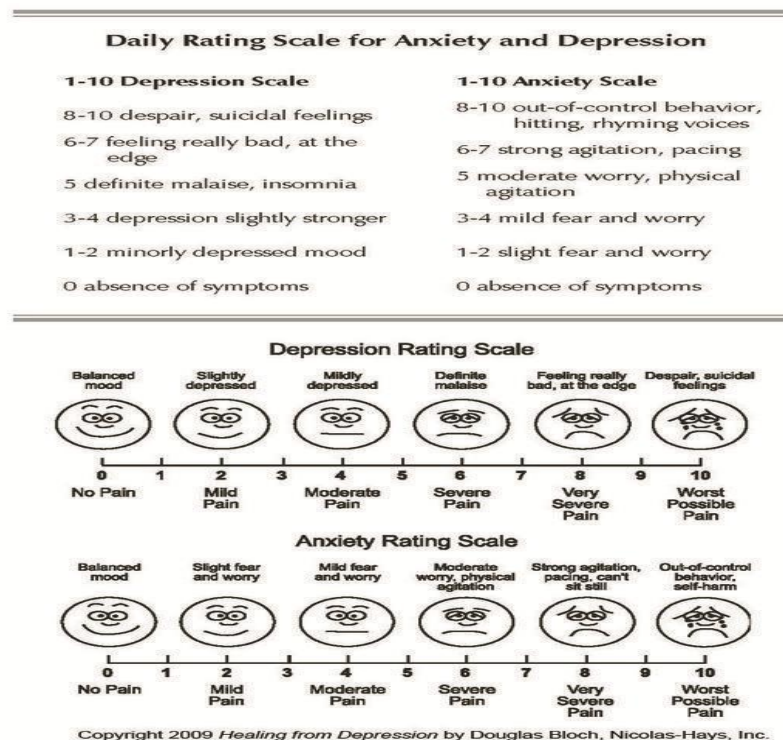 Daily Rating Scale for Anxiety and Depression
1-10 Depression Scale
8-10 despair, suicidal feelings
6-7 feeling really bad, at the
edge
5 definite malaise, insomnia
3-4 depression slightly stronger
1-2 minorly depressed mood
0 absence of symptoms
1-10 Anxiety Scale
8-10 out-of-control behavior,
hitting, rhyming voices
6-7 strong agitation, pacing
5 moderate worry, physical
agitation
3-4 mild fear and worry
1-2 slight fear and worry
0 absence of symptoms
Depression Rating Scale
Balanced mood
Slightly depressed
Mildly depressed
Definite malaise
Feeling really bad, at the edge
Despair, suicidal feelings
0 1 2 3 4 5 6 7 8 9 10
No Pain
Mild Pain
Moderate Pain
Severe Pain
Very Severe Pain
Worst Possible Pain
Anxiety Rating Scale
Balanced mood
Slight fear and worry
Mild fear and worry
Moderate worry, physical agitation
Strong agitation, pacing, can't sit still
Out-of-control behavior, self-harm
0 1 2 3 4 5 6 7 8 9 10
No Pain
Mild Pain
Moderate Pain
Severe Pain
Very Severe Pain
Worst Possible Pain
Copyright 2009 Healing from Depression by Douglas Bloch, Nicolas-Hays, Inc.